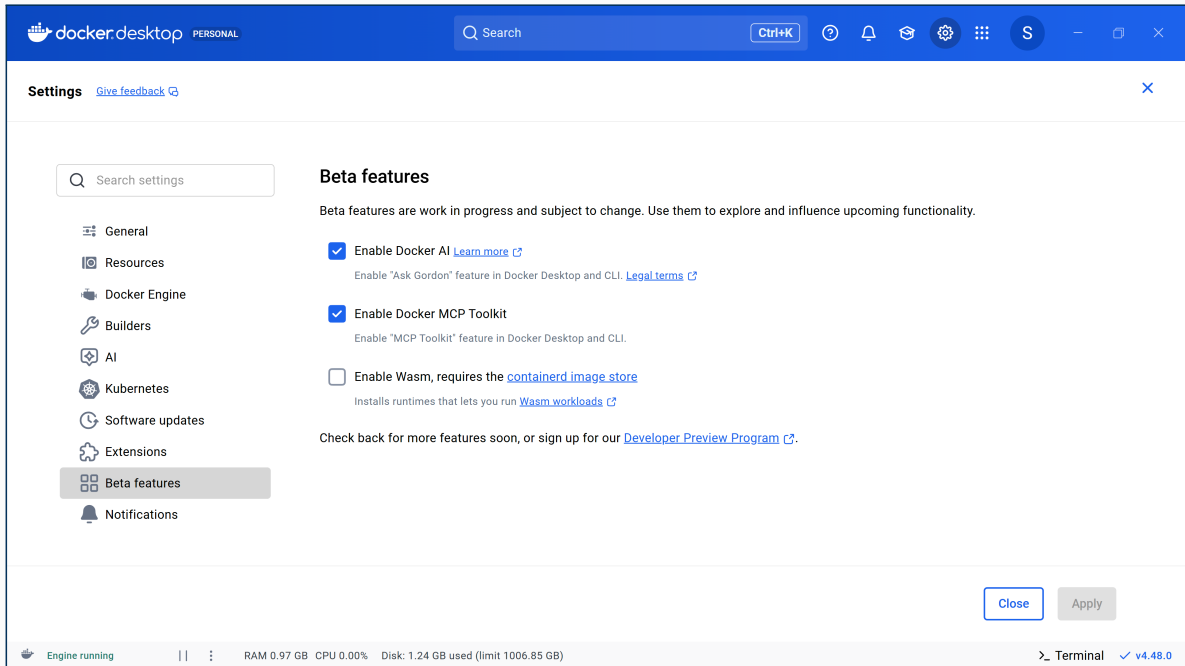 docker.desktop PERSONAL Search Ctrl+K S
Settings Give feedback
Search settings
General
Resources
Docker Engine
Builders
AI
Kubernetes
Software updates
Extensions
Beta features
Notifications
Beta features
Beta features are work in progress and subject to change. Use them to explore and influence upcoming functionality.
Enable Docker AI Learn more
Enable "Ask Gordon" feature in Docker Desktop and CLI. Legal terms
Enable Docker MCP Toolkit
Enable "MCP Toolkit" feature in Docker Desktop and CLI.
Enable Wasm, requires the containerd image store
Installs runtimes that lets you run Wasm workloads
Check back for more features soon, or sign up for our Developer Preview Program.
Close Apply
Engine running RAM 0.97 GB CPU 0.00% Disk: 1.24 GB used (limit 1006.85 GB) Terminal v4.48.0